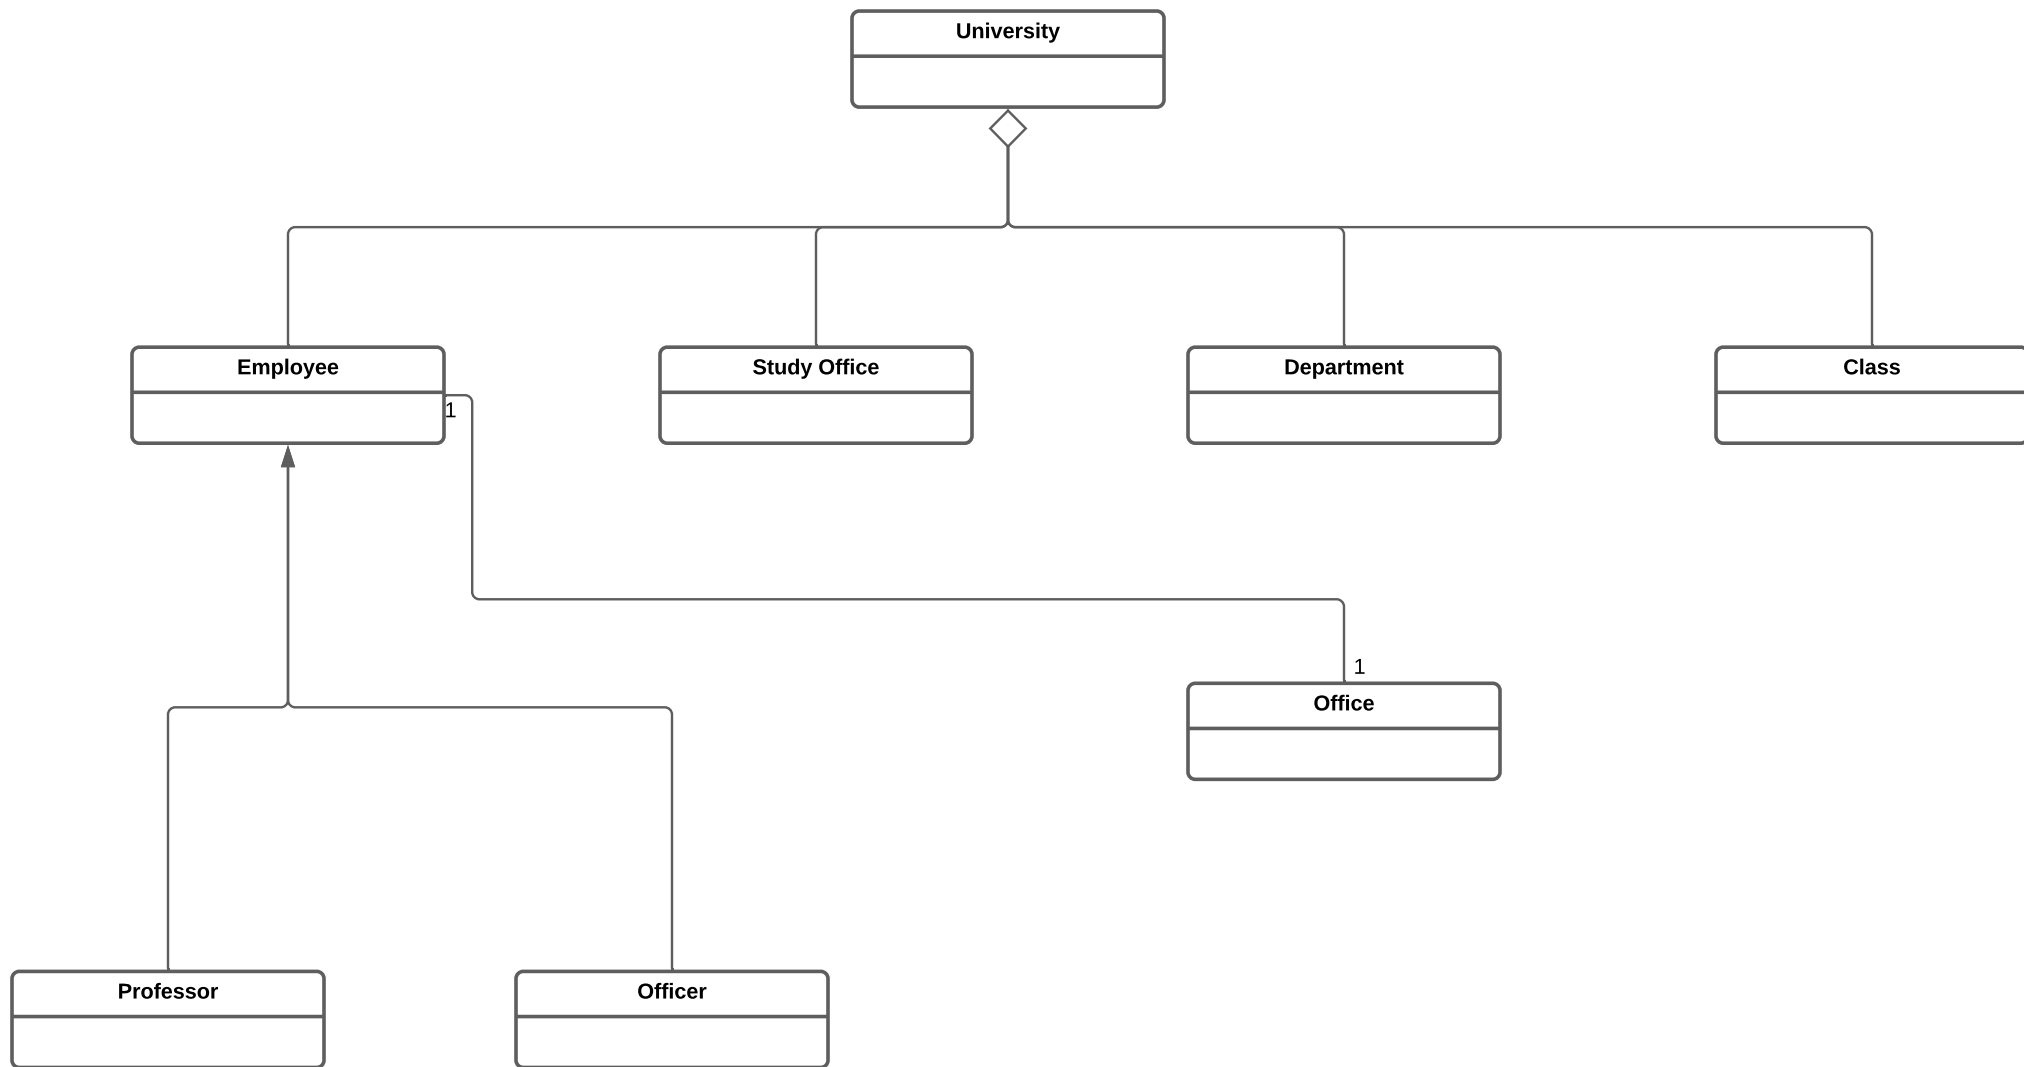 University
Employee
Study Office
Department
Class
1
1
Office
Professor
Officer